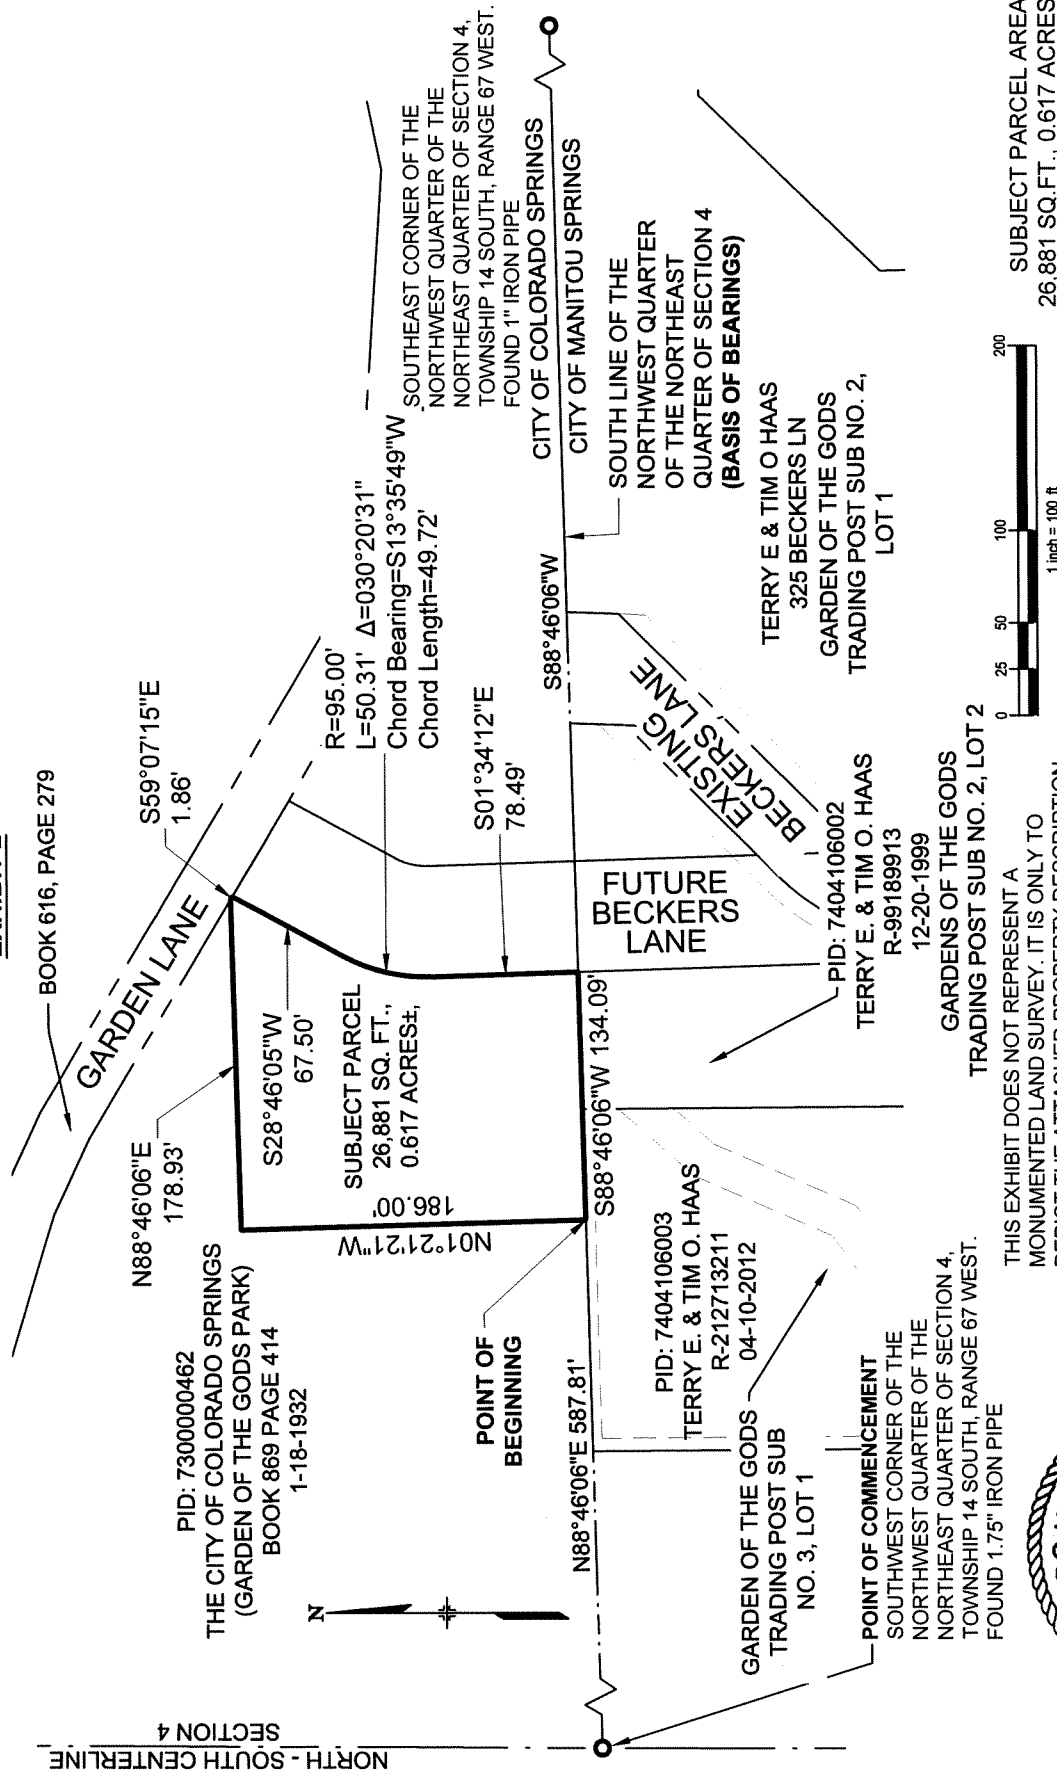 BOOK 616, PAGE 279
GARDEN LANE
S59°07'15"E
1.86'
N88°46'06"E
178.93'
PID: 7300000462
THE CITY OF COLORADO SPRINGS
(GARDEN OF THE GODS PARK)
BOOK 869 PAGE 414
1-18-1932
S28°46'05"W
67.50'
SUBJECT PARCEL
26,881 SQ. FT.,
0.617 ACRES±,
N01°21'21"W
186.00'
R=95.00'
L=50.31' Δ=030°20'31"
Chord Bearing=S13°35'49"W
Chord Length=49.72'
S01°34'12"E
78.49'
SOUTHEAST CORNER OF THE
NORTHWEST QUARTER OF THE
NORTHEAST QUARTER OF SECTION 4,
TOWNSHIP 14 SOUTH, RANGE 67 WEST.
FOUND 1" IRON PIPE
CITY OF COLORADO SPRINGS
CITY OF MANITOU SPRINGS
N
NORTH - SOUTH CENTERLINE
SECTION 4
POINT OF
BEGINNING
N88°46'06"E 587.81'
S88°46'06"W 134.09'
S88°46'06"W
SOUTH LINE OF THE
NORTHWEST QUARTER
OF THE NORTHEAST
QUARTER OF SECTION 4
(BASIS OF BEARINGS)
FUTURE
BECKERS
LANE
EXISTING
BECKERS LANE
TERRY E & TIM O HAAS
325 BECKERS LN
GARDEN OF THE GODS
TRADING POST SUB NO. 2,
LOT 1
PID: 7404106003
TERRY E. & TIM O. HAAS
R-212713211
04-10-2012
GARDEN OF THE GODS
TRADING POST SUB
NO. 3, LOT 1
PID: 7404106002
TERRY E. & TIM O. HAAS
R-99189913
12-20-1999
GARDENS OF THE GODS
TRADING POST SUB NO. 2, LOT 2
POINT OF COMMENCEMENT
SOUTHWEST CORNER OF THE
NORTHWEST QUARTER OF THE
NORTHEAST QUARTER OF SECTION 4,
TOWNSHIP 14 SOUTH, RANGE 67 WEST.
FOUND 1.75" IRON PIPE
0 25 50 100 200
1 inch = 100 ft
THIS EXHIBIT DOES NOT REPRESENT A
MONUMENTED LAND SURVEY. IT IS ONLY TO
DEPICT THE ATTACHED PROPERTY DESCRIPTION
SUBJECT PARCEL AREA
26,881 SQ.FT., 0.617 ACRES